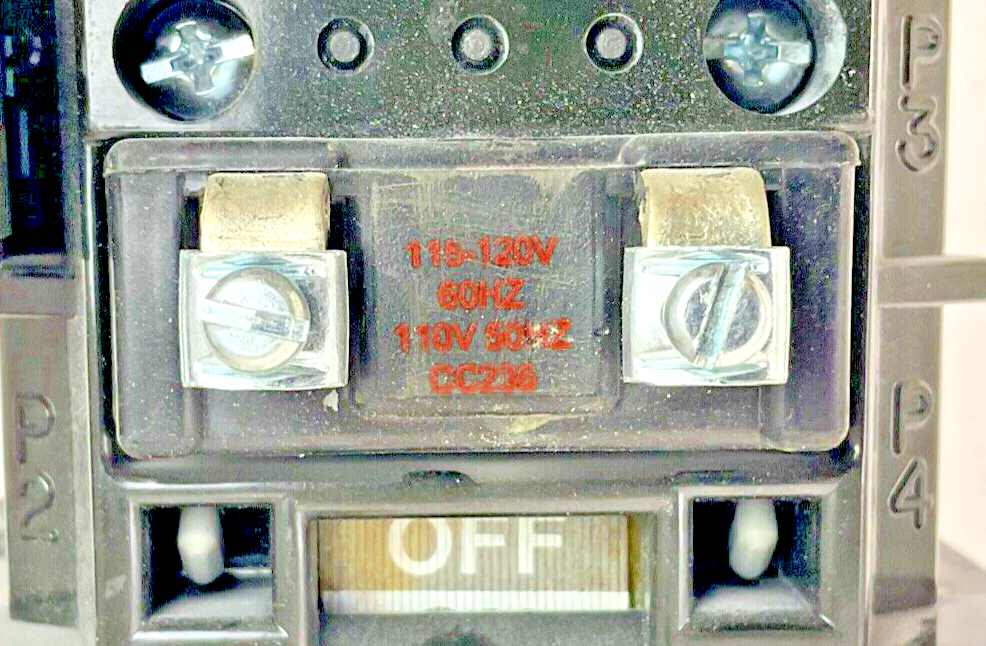 P3
115-120V
60HZ
110V 50HZ
CC236
P2
P4
OFF